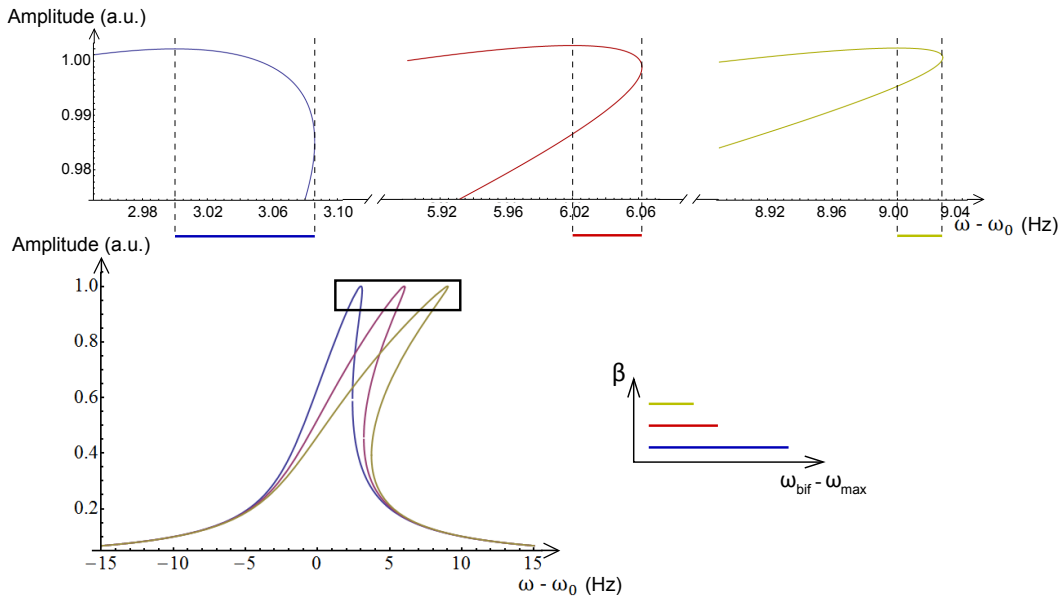 Amplitude (a.u.)
1.00
0.99
0.98
2.98 3.02 3.06 3.10 5.92 5.96 6.02 6.06 8.92 8.96 9.00 9.04
ω - ω0 (Hz)
Amplitude (a.u.)
1.0
0.8
0.6
0.4
0.2
−15 −10 −5 0 5 10 15
ω - ω0 (Hz)
β
ωbif - ωmax